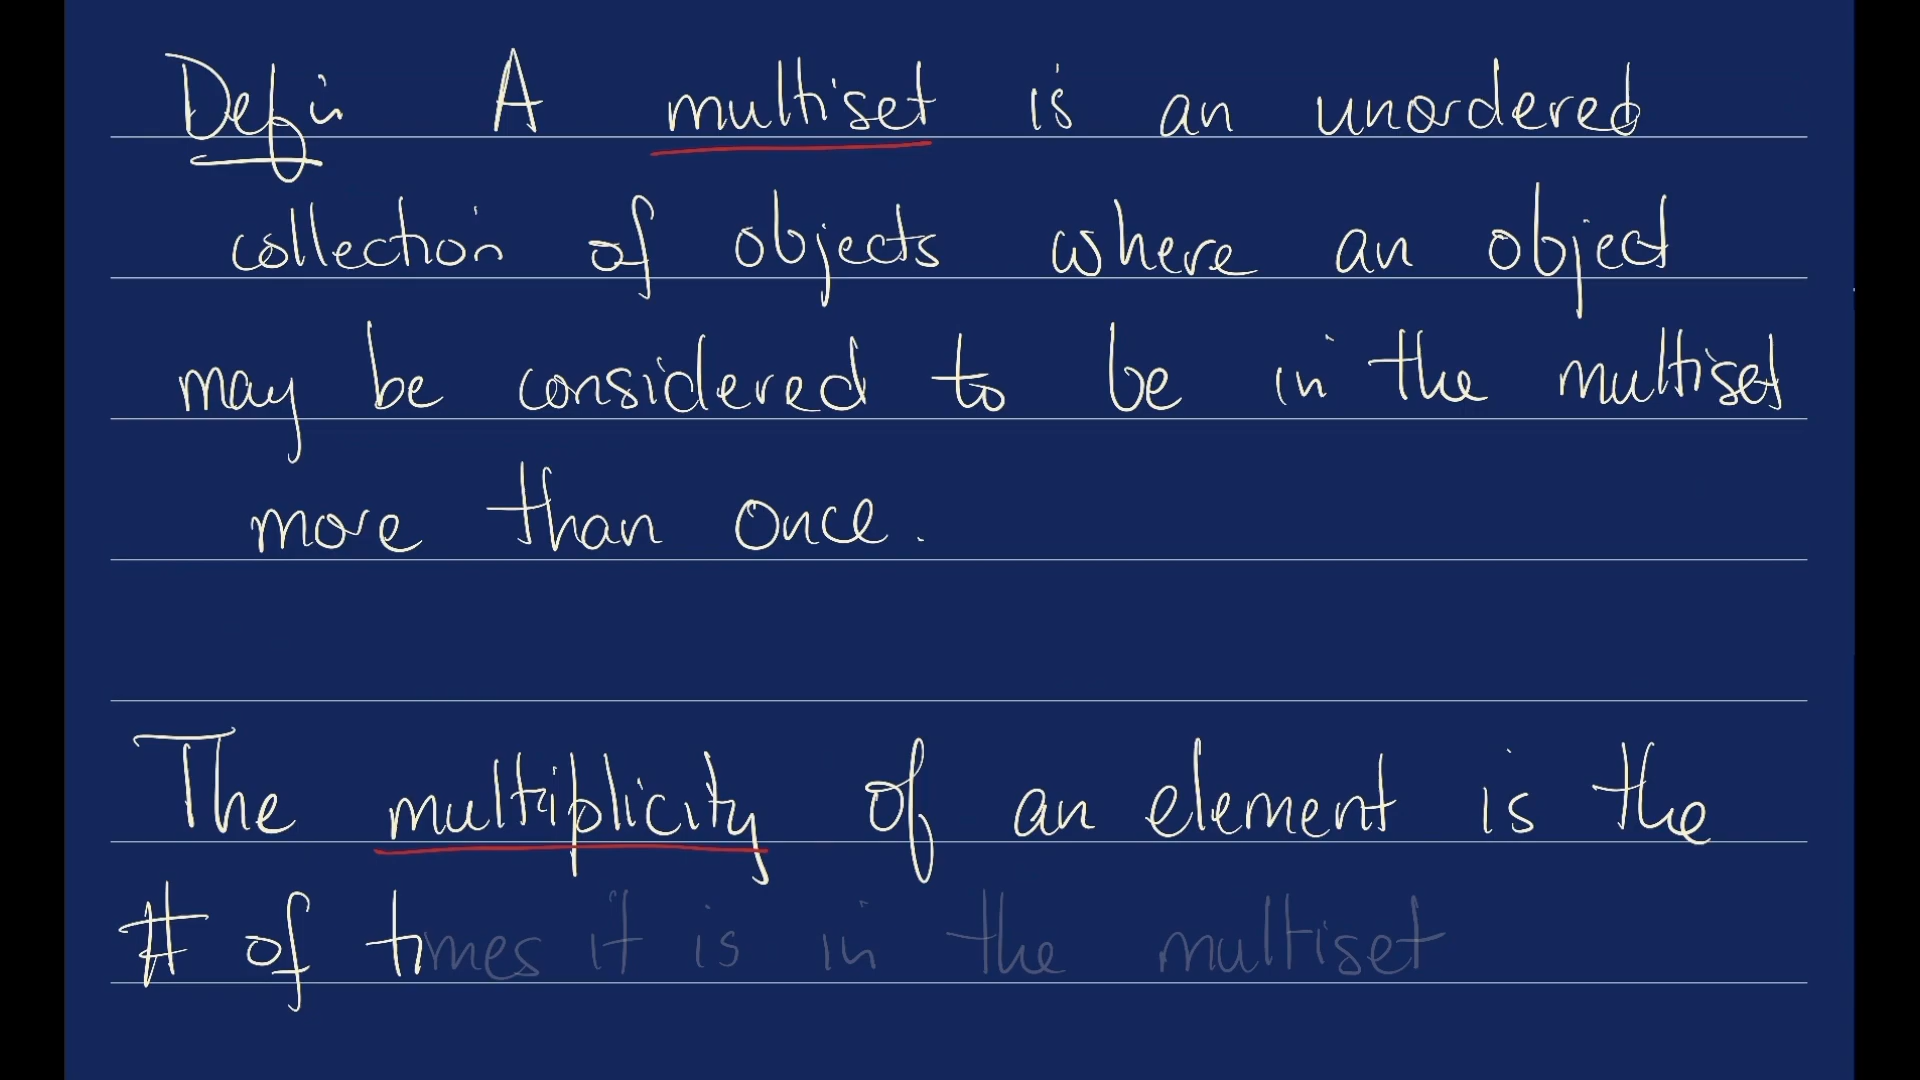 Defin A multiset is an unordered
collection of objects where an object
may be considered to be in the multiset
more than once.
The multiplicity of an element is the
# of times it is in the multiset